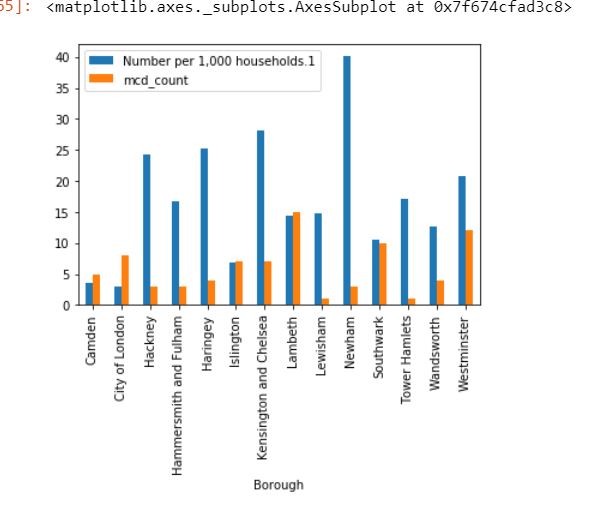 55]: <matplotlib.axes._subplots.AxesSubplot at 0x7f674cfad3c8>
Number per 1,000 households.1
mcd_count
40
35
30
25
20
15
10
5
0
Camden
City of London
Hackney
Hammersmith and Fulham
Haringey
Islington
Kensington and Chelsea
Lambeth
Lewisham
Newham
Southwark
Tower Hamlets
Wandsworth
Westminster
Borough